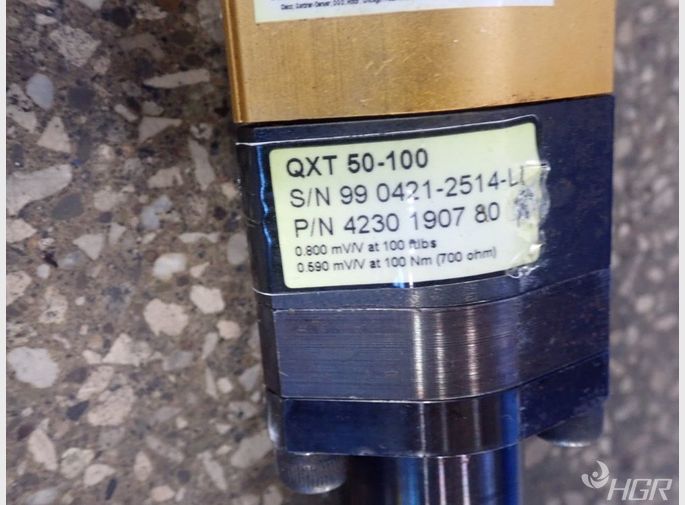 QXT 50-100
S/N 99 0421-2514-L
P/N 4230 1907 80
0.800 mV/V at 100 ftlbs
0.590 mV/V at 100 Nm (700 ohm)
HGR